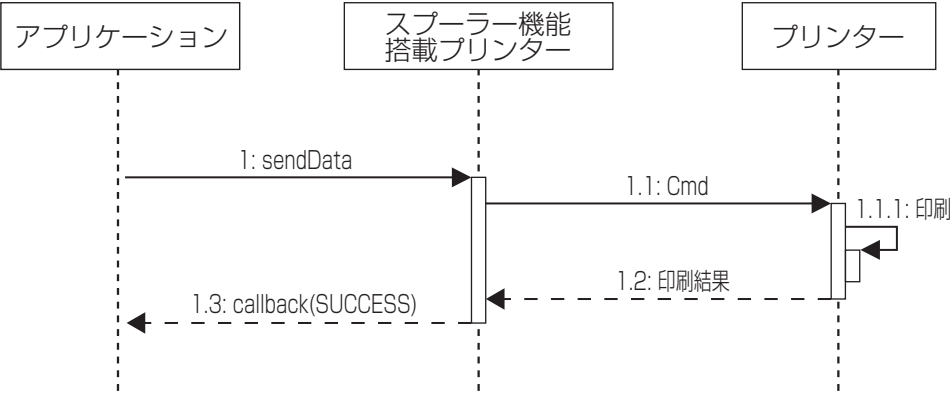 アプリケーション
スプーラー機能
搭載プリンター
プリンター
1: sendData
1.1: Cmd
1.1.1: 印刷
1.2: 印刷結果
1.3: callback(SUCCESS)